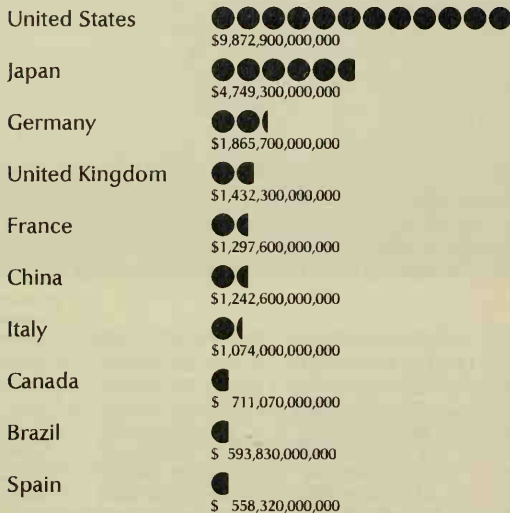 United States
$9,872,900,000,000
Japan
$4,749,300,000,000
Germany
$1,865,700,000,000
United Kingdom
$1,432,300,000,000
France
$1,297,600,000,000
China
$1,242,600,000,000
Italy
$1,074,000,000,000
Canada
$ 711,070,000,000
Brazil
$ 593,830,000,000
Spain
$ 558,320,000,000